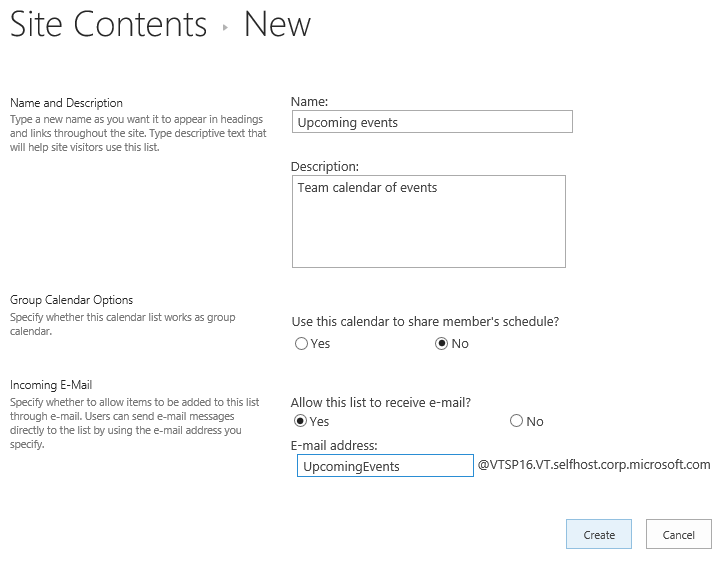 Site Contents ▸ New
Name and Description
Type a new name as you want it to appear in headings
and links throughout the site. Type descriptive text that
will help site visitors use this list.
Name:
Upcoming events
Description:
Team calendar of events
Group Calendar Options
Specify whether this calendar list works as group
calendar.
Use this calendar to share member's schedule?
Yes No
Incoming E-Mail
Specify whether to allow items to be added to this list
through e-mail. Users can send e-mail messages
directly to the list by using the e-mail address you
specify.
Allow this list to receive e-mail?
Yes No
E-mail address:
UpcomingEvents @VTSP16.VT.selfhost.corp.microsoft.com
Create Cancel